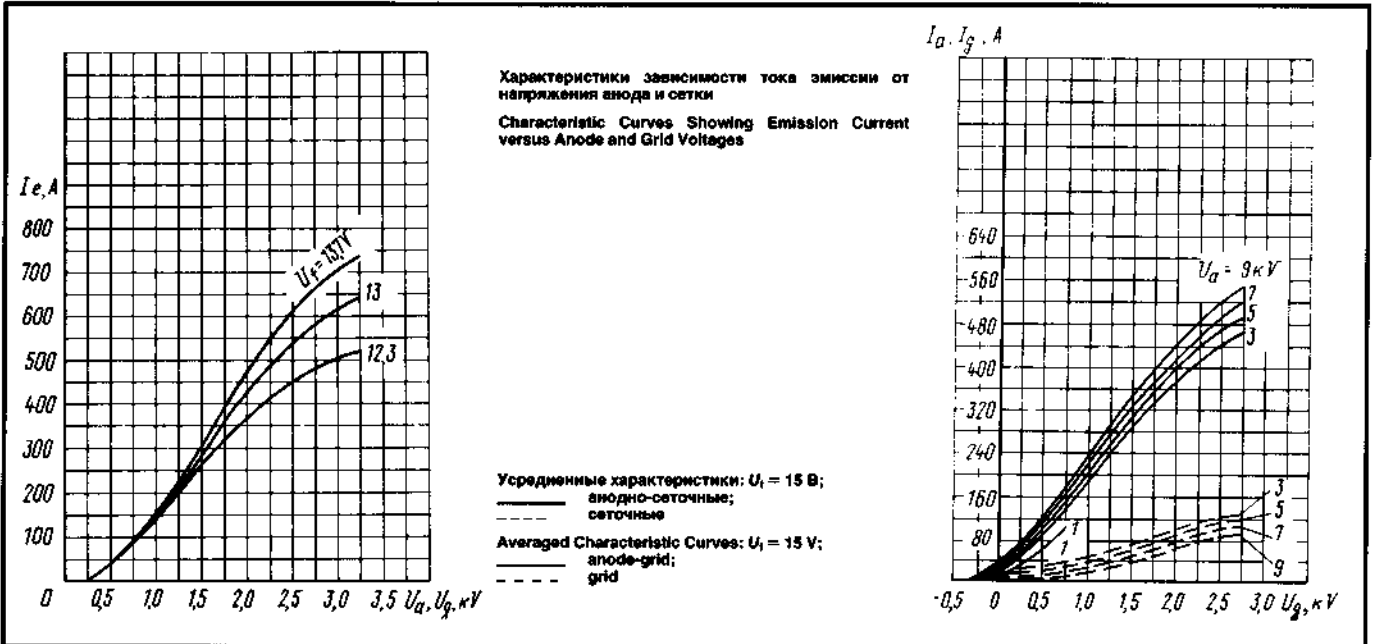 Ie, A
800
700
600
500
400
300
200
100
0 0,5 1,0 1,5 2,0 2,5 3,0 3,5 Ua, Ug, кV
Uf=13,7V
13
12,3
Характеристики зависимости тока эмиссии от
напряжения анода и сетки
Characteristic Curves Showing Emission Current
versus Anode and Grid Voltages
Усредненные характеристики: Uf = 15 В;
анодно-сеточные;
сеточные
Averaged Characteristic Curves: Uf = 15 V;
anode-grid;
grid
Ia, Ig, A
640
560
480
400
320
240
160
80
-0,5 0 0,5 1,0 1,5 2,0 2,5 3,0 Ug, кV
Ua = 9кV
7
5
3
1
1
3
5
7
9